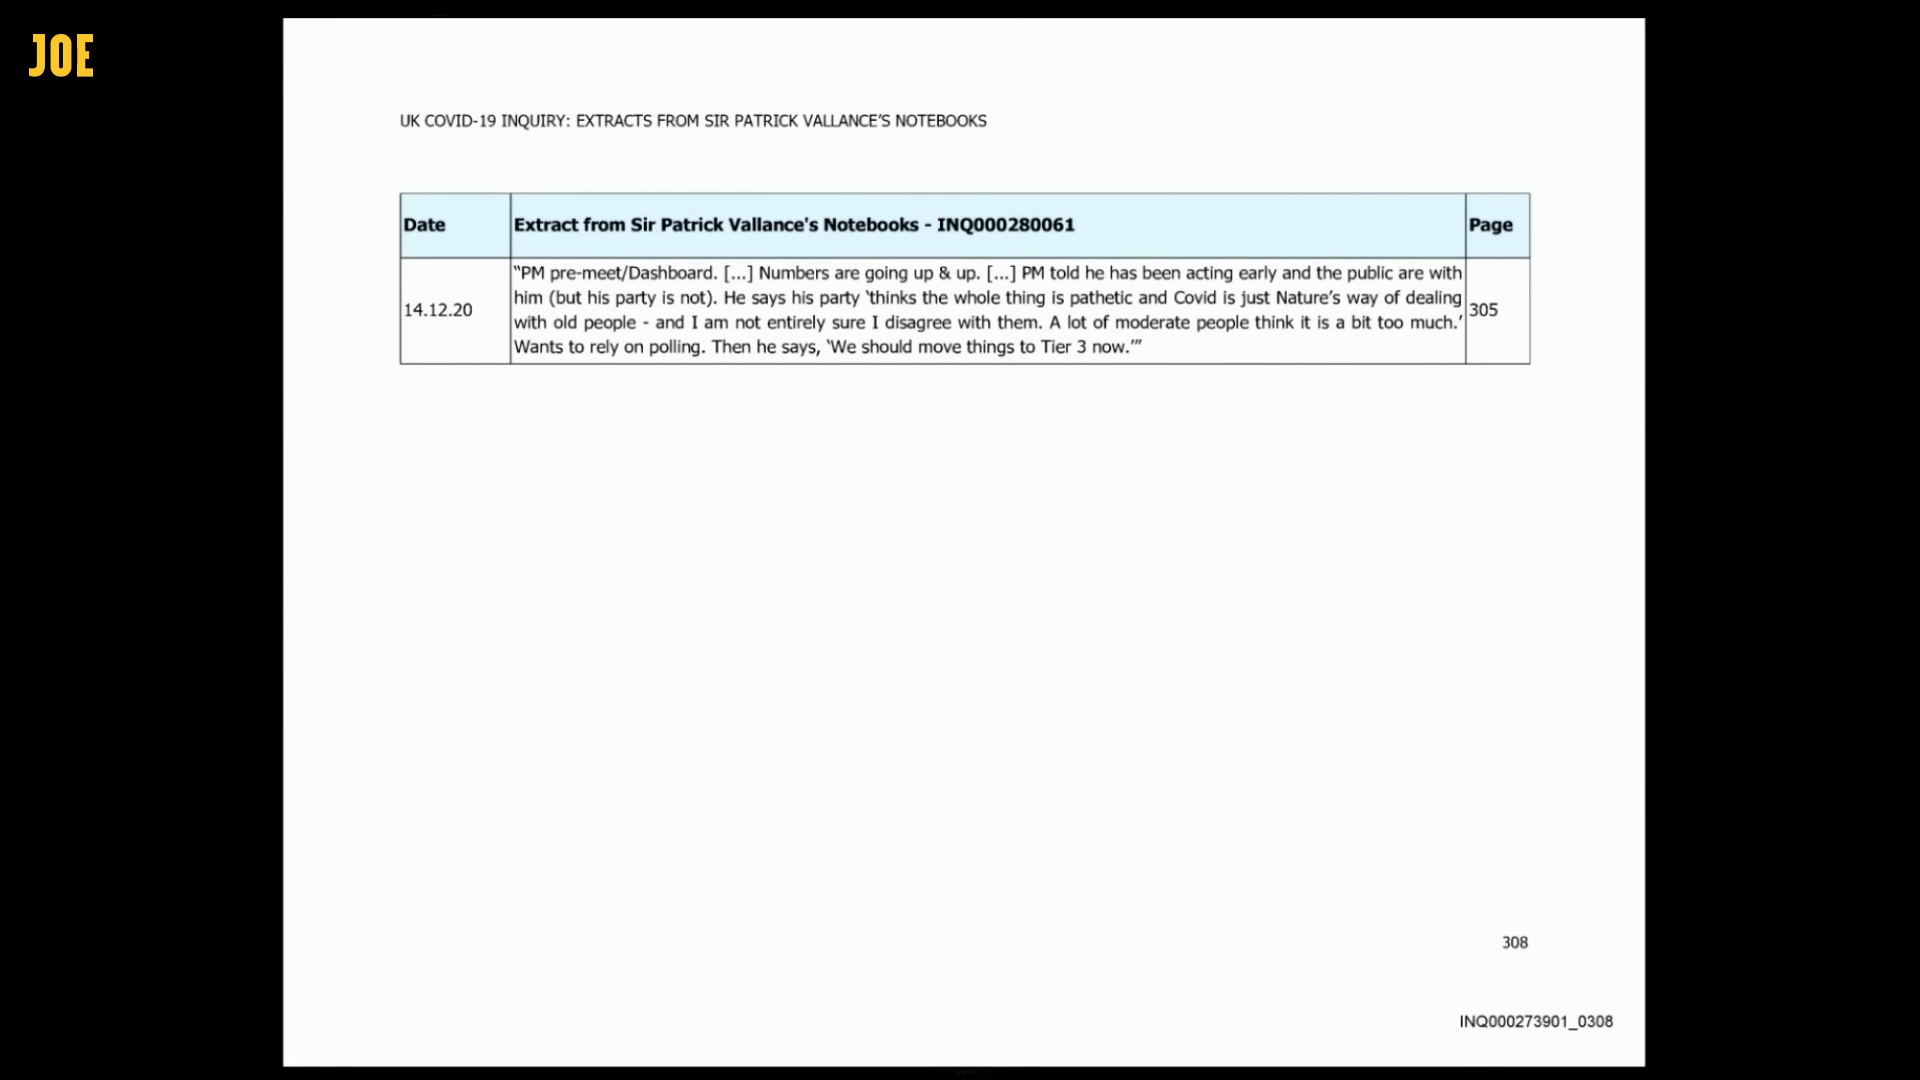 JOE
UK COVID-19 INQUIRY: EXTRACTS FROM SIR PATRICK VALLANCE’S NOTEBOOKS
Date
Extract from Sir Patrick Vallance's Notebooks - INQ000280061
Page
14.12.20
“PM pre-meet/Dashboard. [...] Numbers are going up & up. [...] PM told he has been acting early and the public are with
him (but his party is not). He says his party ‘thinks the whole thing is pathetic and Covid is just Nature’s way of dealing
with old people - and I am not entirely sure I disagree with them. A lot of moderate people think it is a bit too much.’
Wants to rely on polling. Then he says, ‘We should move things to Tier 3 now.’”
305
308
INQ000273901_0308